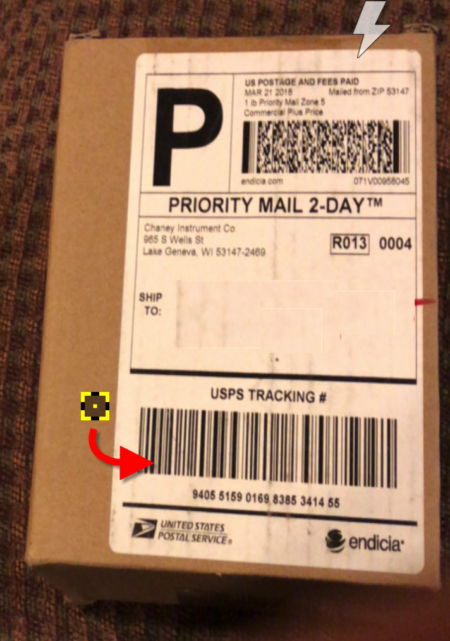 P
US POSTAGE AND FEES PAID
MAR 21 2018 Mailed from ZIP 53147
1 lb Priority Mail Zone 5
Commercial Plus Price
endicia.com 071V00958045
PRIORITY MAIL 2-DAY™
Chaney Instrument Co.
965 S Wells St
Lake Geneva, WI 53147-2469
R013 0004
SHIP
TO:
USPS TRACKING #
9405 5159 0169 8385 3414 55
UNITED STATES
POSTAL SERVICE®
endicia